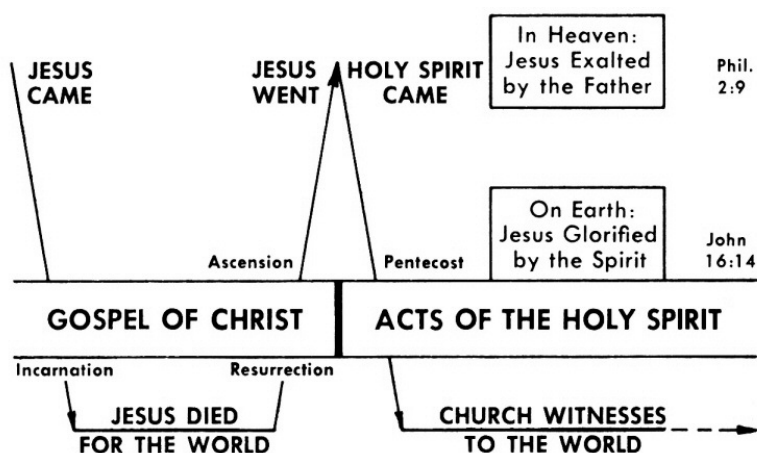 JESUS
CAME
JESUS
WENT
HOLY SPIRIT
CAME
In Heaven:
Jesus Exalted
by the Father
Phil.
2:9
On Earth:
Jesus Glorified
by the Spirit
John
16:14
Ascension
Pentecost
GOSPEL OF CHRIST
ACTS OF THE HOLY SPIRIT
Incarnation
Resurrection
JESUS DIED
FOR THE WORLD
CHURCH WITNESSES
TO THE WORLD